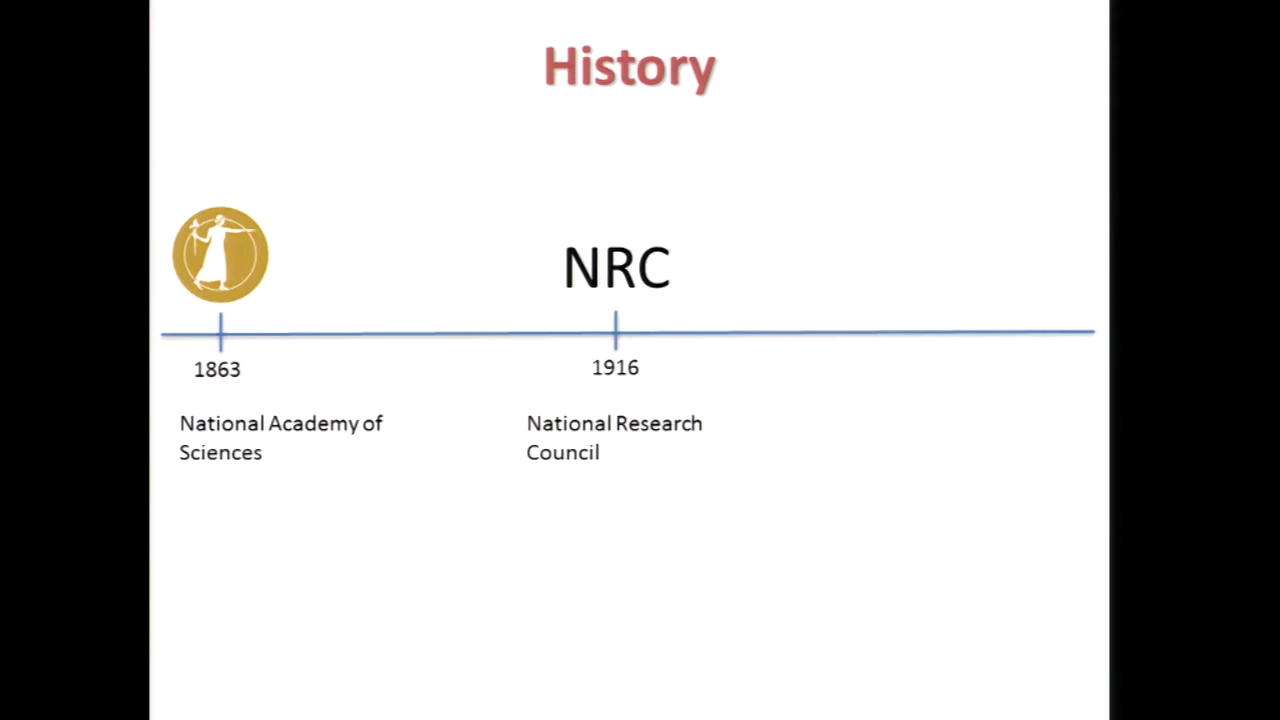 History
NRC
1863
1916
National Academy of
Sciences
National Research
Council